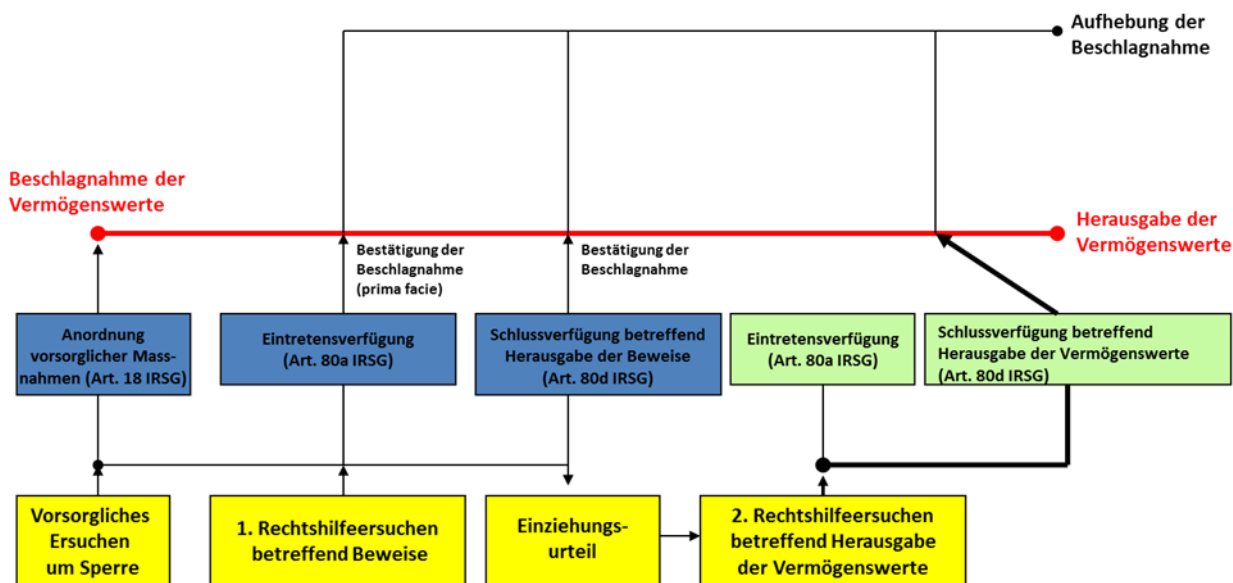 Aufhebung der
Beschlagnahme
Beschlagnahme der
Vermögenswerte
Herausgabe der
Vermögenswerte
Bestätigung der
Beschlagnahme
(prima facie)
Bestätigung der
Beschlagnahme
Anordnung
vorsorglicher Mass-
nahmen (Art. 18 IRSG)
Eintretensverfügung
(Art. 80a IRSG)
Schlussverfügung betreffend
Herausgabe der Beweise
(Art. 80d IRSG)
Eintretensverfügung
(Art. 80a IRSG)
Schlussverfügung betreffend
Herausgabe der Vermögenswerte
(Art. 80d IRSG)
Vorsorgliches
Ersuchen
um Sperre
1. Rechtshilfeersuchen
betreffend Beweise
Einziehungs-
urteil
2. Rechtshilfeersuchen
betreffend Herausgabe
der Vermögenswerte